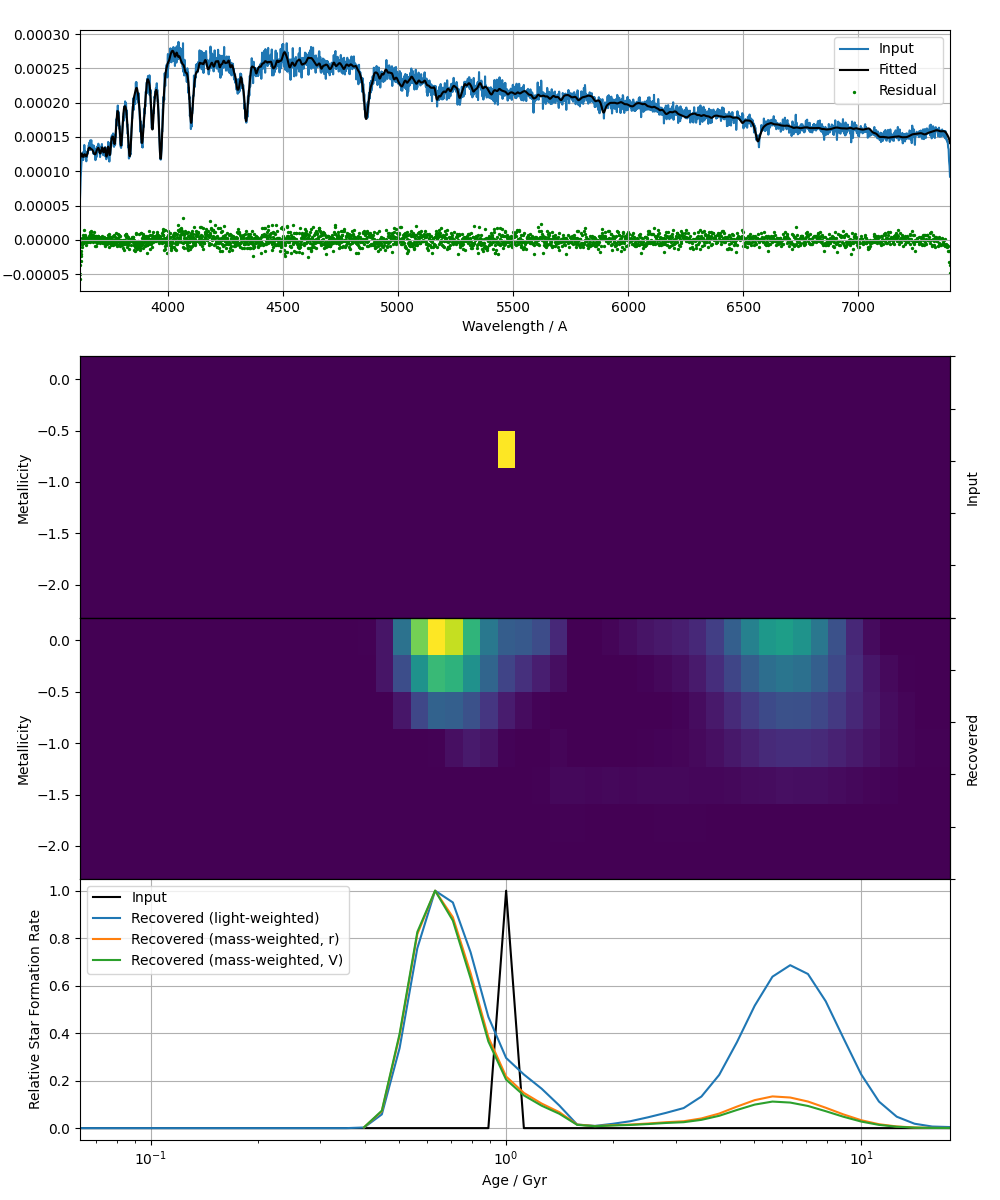 0.00030
0.00025
0.00020
0.00015
0.00010
0.00005
0.00000
−0.00005
Input
Fitted
Residual
4000 4500 5000 5500 6000 6500 7000
Wavelength / A
0.0
−0.5
−1.0
−1.5
−2.0
Metallicity
Input
0.0
−0.5
−1.0
−1.5
−2.0
Metallicity
Recovered
1.0
0.8
0.6
0.4
0.2
0.0
Relative Star Formation Rate
Input
Recovered (light-weighted)
Recovered (mass-weighted, r)
Recovered (mass-weighted, V)
10⁻¹ 10⁰ 10¹
Age / Gyr